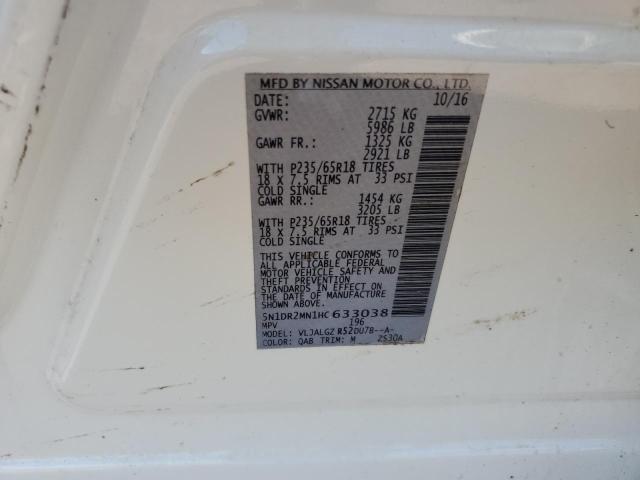 MFD BY NISSAN MOTOR CO., LTD.
DATE: 10/16
GVWR: 2715 KG
5986 LB
GAWR FR.: 1325 KG
2921 LB
WITH P235/65R18 TIRES
18 X 7.5 RIMS AT 33 PSI
COLD SINGLE
GAWR RR.: 1454 KG
3205 LB
WITH P235/65R18 TIRES
18 X 7.5 RIMS AT 33 PSI
COLD SINGLE
THIS VEHICLE CONFORMS TO
ALL APPLICABLE FEDERAL
MOTOR VEHICLE SAFETY AND
THEFT PREVENTION
STANDARDS IN EFFECT ON
THE DATE OF MANUFACTURE
SHOWN ABOVE.
5N1DR2MN1HC 633038
MPV 196
MODEL: VLJALGZ R52DU78--A-
COLOR: QAB TRIM: M 2S30A